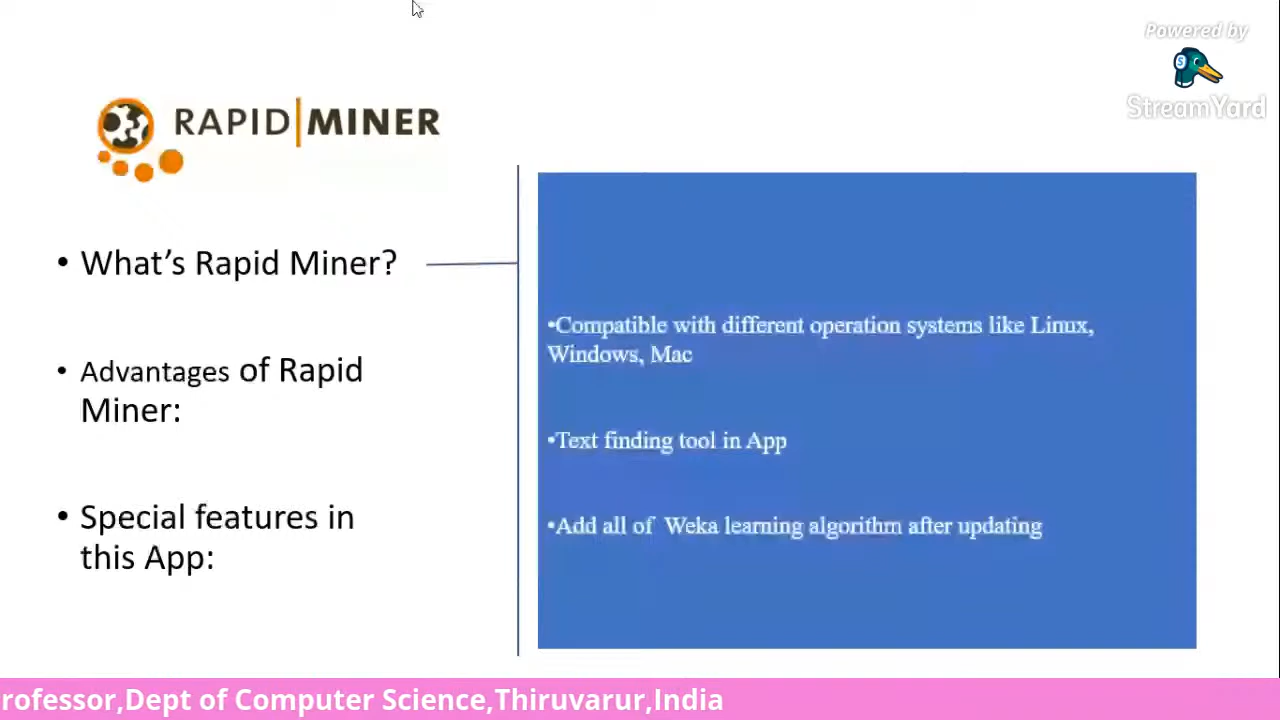 Powered by
StreamYard
RAPID|MINER
• What's Rapid Miner?
• Advantages of Rapid
Miner:
• Special features in
this App:
•Compatible with different operation systems like Linux,
Windows, Mac
•Text finding tool in App
•Add all of Weka learning algorithm after updating
rofessor,Dept of Computer Science,Thiruvarur,India